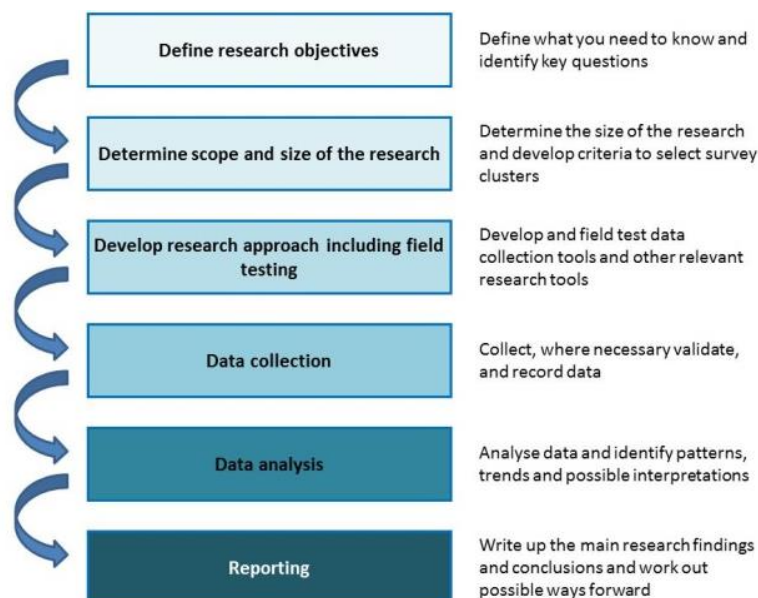 Define research objectives
Define what you need to know and
identify key questions
Determine scope and size of the research
Determine the size of the research
and develop criteria to select survey
clusters
Develop research approach including field
testing
Develop and field test data
collection tools and other relevant
research tools
Data collection
Collect, where necessary validate,
and record data
Data analysis
Analyse data and identify patterns,
trends and possible interpretations
Reporting
Write up the main research findings
and conclusions and work out
possible ways forward